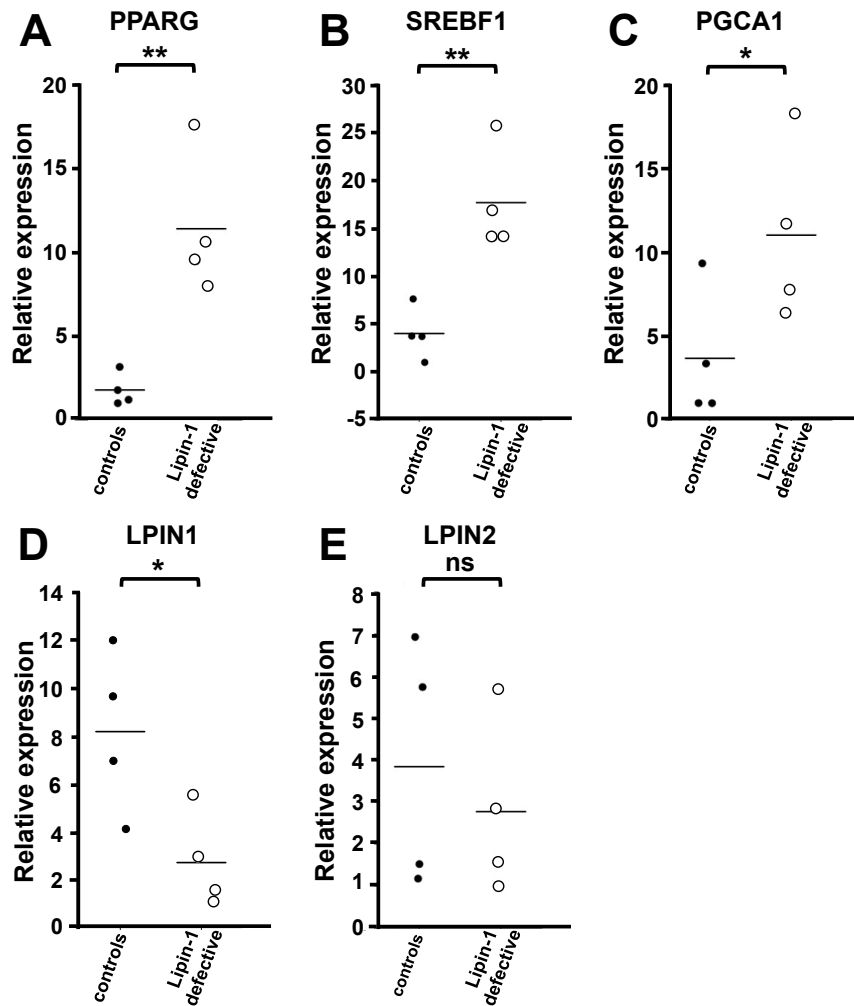 A PPARG
**
Relative expression
20
15
10
5
0
controls
Lipin-1
defective
B SREBF1
**
Relative expression
30
25
20
15
10
5
0
-5
controls
Lipin-1
defective
C PGCA1
*
Relative expression
20
15
10
5
0
controls
Lipin-1
defective
D LPIN1
*
Relative expression
14
12
10
8
6
4
2
0
controls
Lipin-1
defective
E LPIN2
ns
Relative expression
8
7
6
5
4
3
2
1
0
controls
Lipin-1
defective